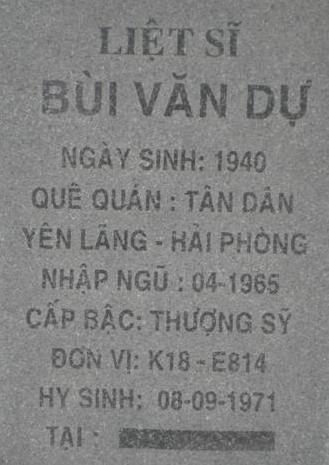 LIỆT SĨ
BÙI VĂN DỰ
NGÀY SINH: 1940
QUÊ QUÁN : TÂN DÂN
YÊN LÃNG - HẢI PHÒNG
NHẬP NGŨ : 04-1965
CẤP BẬC: THƯỢNG SỸ
ĐƠN VỊ: K18 - E814
HY SINH: 08-09-1971
TẠI :